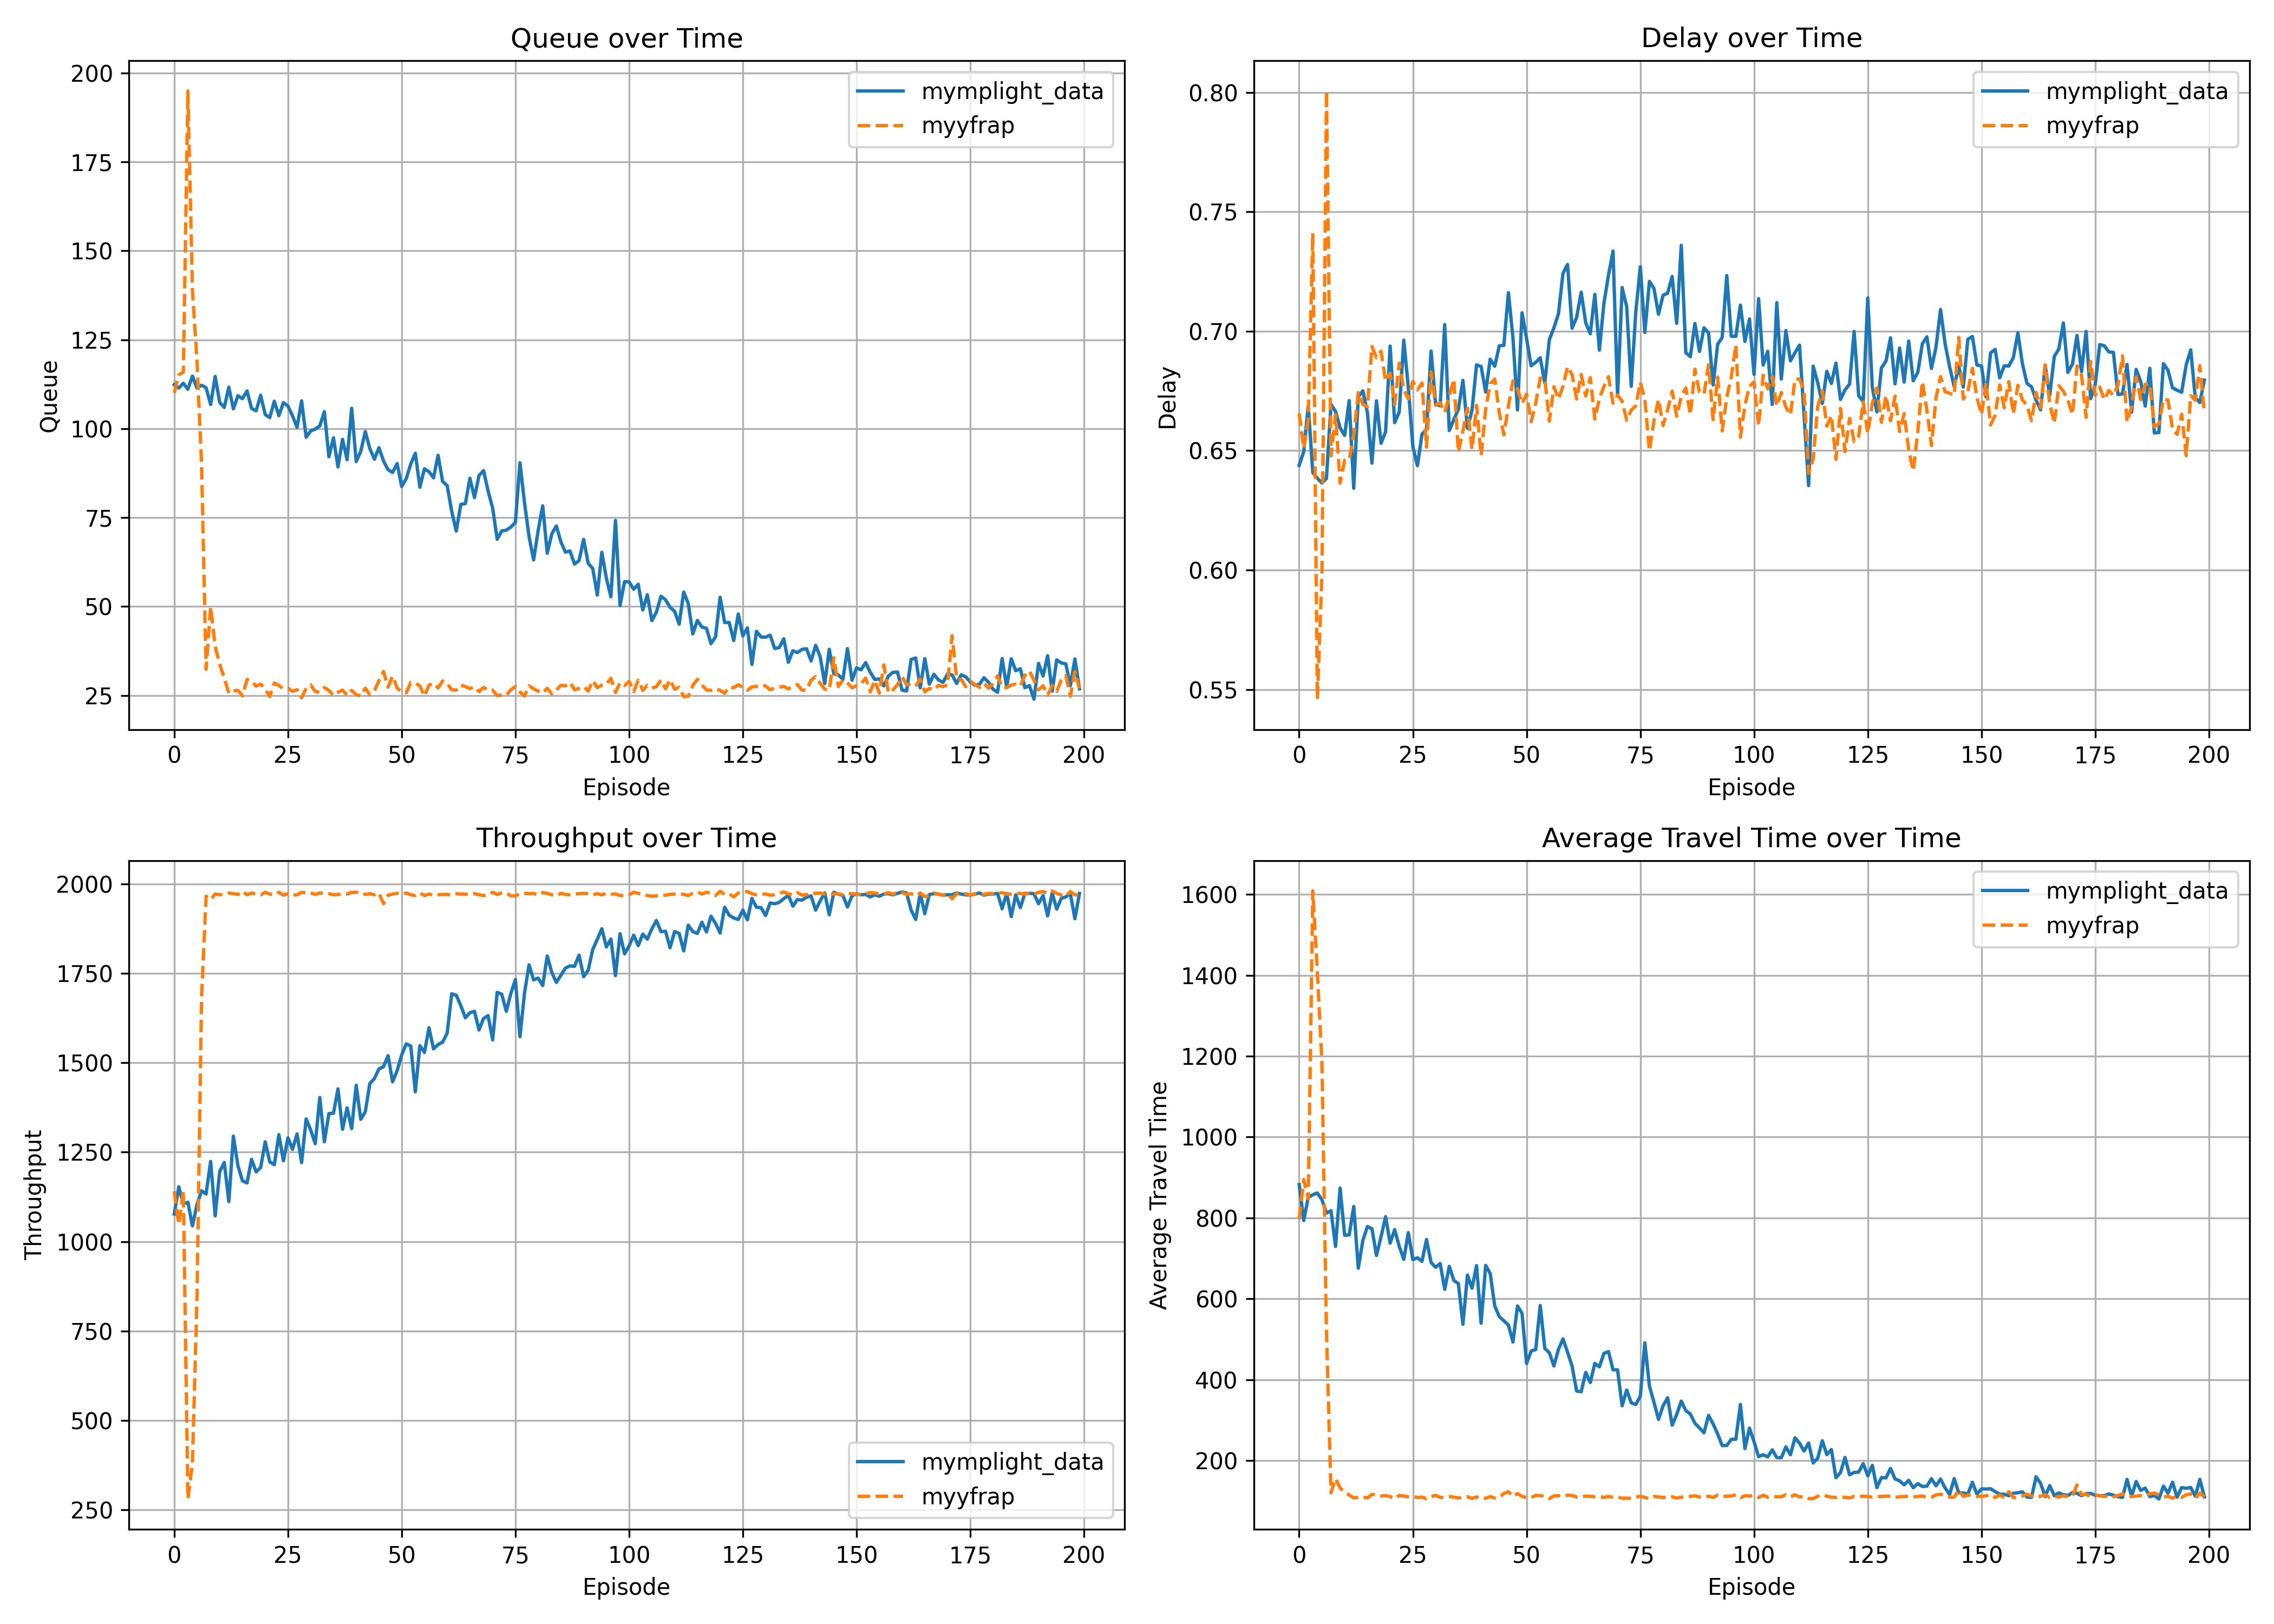 Queue over Time
200
175
150
125
100
75
50
25
Queue
0 25 50 75 100 125 150 175 200
Episode
mymplight_data
myyfrap
Delay over Time
0.80
0.75
0.70
0.65
0.60
0.55
Delay
0 25 50 75 100 125 150 175 200
Episode
mymplight_data
myyfrap
Throughput over Time
2000
1750
1500
1250
1000
750
500
250
Throughput
0 25 50 75 100 125 150 175 200
Episode
mymplight_data
myyfrap
Average Travel Time over Time
1600
1400
1200
1000
800
600
400
200
Average Travel Time
0 25 50 75 100 125 150 175 200
Episode
mymplight_data
myyfrap